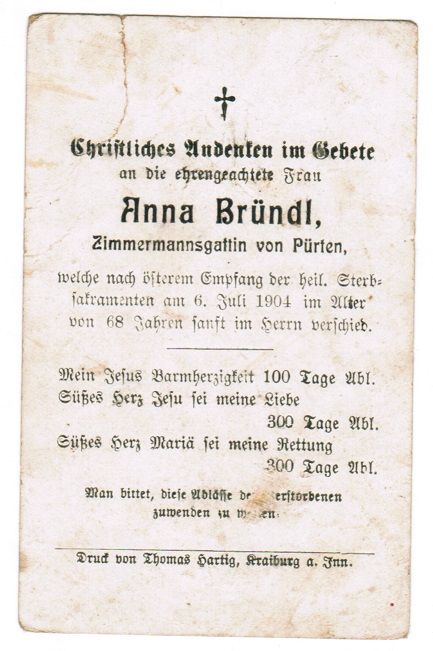 Christliches Andenken im Gebete
an die ehrengeachtete Frau
Anna Bründl,
Zimmermannsgattin von Pürten,
welche nach öfterem Empfang der heil. Sterb-
sakramenten am 6. Juli 1904 im Alter
von 68 Jahren sanft im Herrn verschied.
Mein Jesus Barmherzigkeit 100 Tage Abl.
Süßes Herz Jesu sei meine Liebe
300 Tage Abl.
Süßes Herz Mariä sei meine Rettung
300 Tage Abl.
Man bittet, diese Ablässe der Verstorbenen
zuwenden zu wollen.
Druck von Thomas Hartig, Kraiburg a. Inn.